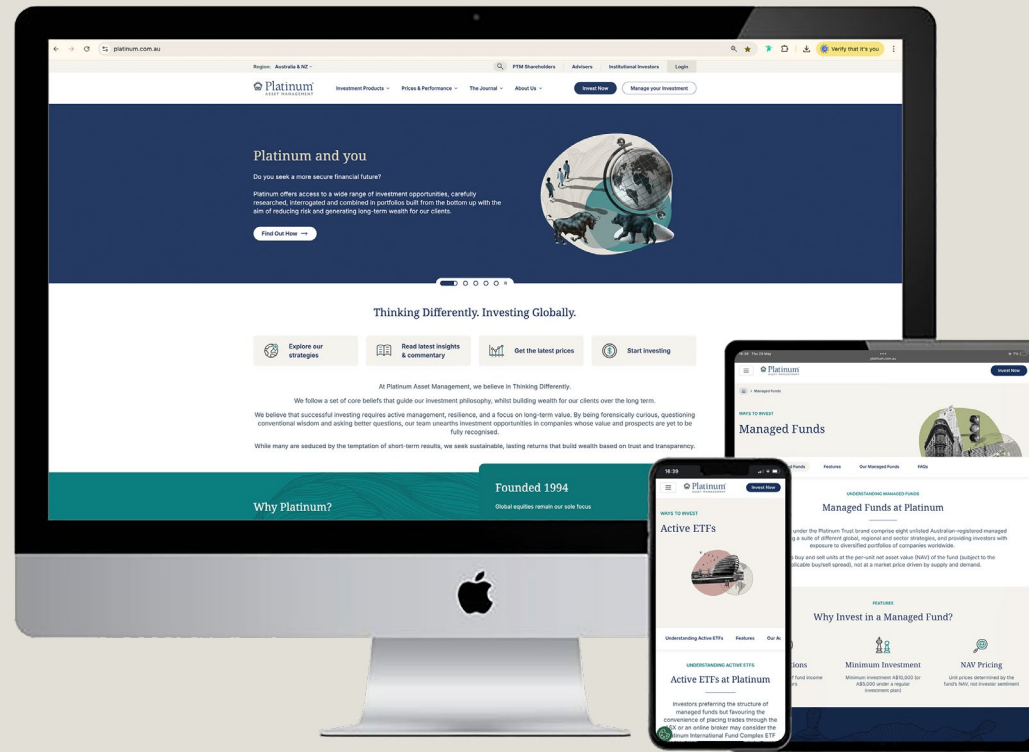 platinum.com.au
Verify that it's you
Region: Australia & NZ
PTM Shareholders
Advisers
Institutional Investors
Login
Platinum
ASSET MANAGEMENT
Investment Products
Prices & Performance
The Journal
About Us
Invest Now
Manage your Investment
Platinum and you
Do you seek a more secure financial future?
Platinum offers access to a wide range of investment opportunities, carefully
researched, interrogated and combined in portfolios built from the bottom up with the
aim of reducing risk and generating long-term wealth for our clients.
Find Out How →
Thinking Differently. Investing Globally.
Explore our
strategies
Read latest insights
& commentary
Get the latest prices
Start investing
At Platinum Asset Management, we believe in Thinking Differently.
We follow a set of core beliefs that guide our investment philosophy, whilst building wealth for our clients over the long term.
We believe that successful investing requires active management, resilience, and a focus on long-term value. By being forensically curious, questioning
conventional wisdom and asking better questions, our team unearths investment opportunities in companies whose value and prospects are yet to be
fully recognised.
While many are seduced by the temptation of short-term results, we seek sustainable, lasting returns that build wealth based on trust and transparency.
Why Platinum?
Founded 1994
Global equities remain our sole focus
platinum.com.au
Platinum
ASSET MANAGEMENT
Invest Now
> Managed Funds
WAYS TO INVEST
Managed Funds
Funds
Features
Our Managed Funds
FAQs
UNDERSTANDING MANAGED FUNDS
Managed Funds at Platinum
under the Platinum Trust brand comprise eight unlisted Australian-registered managed
a suite of different global, regional and sector strategies, and providing investors with
exposure to diversified portfolios of companies worldwide.
buy and sell units at the per-unit net asset value (NAV) of the fund (subject to the
buy/sell spread), not at a market price driven by supply and demand.
FEATURES
Why Invest in a Managed Fund?
of fund income
Minimum Investment
Minimum investment A$10,000 (or
A$5,000 under a regular
investment plan)
NAV Pricing
Unit prices determined by the
fund's NAV, not investor sentiment
16:39
Platinum
ASSET MANAGEMENT
Invest Now
WAYS TO INVEST
Active ETFs
Understanding Active ETFs
Features
Our Ac
UNDERSTANDING ACTIVE ETFS
Active ETFs at Platinum
Investors preferring the structure of
managed funds but favouring the
convenience of placing trades through the
or an online broker may consider the
International Fund Complex ETF